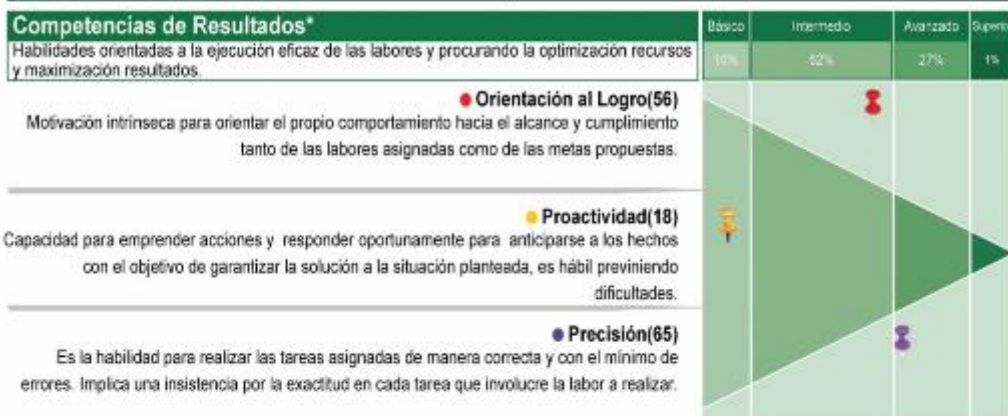 Competencias de Resultados*
Habilidades orientadas a la ejecución eficaz de las labores y procurando la optimización recursos
y maximización resultados.
Básico
Intermedio
Avanzado
Superio
10%
52%
27%
1%
Orientación al Logro(56)
Motivación intrínseca para orientar el propio comportamiento hacia el alcance y cumplimiento
tanto de las labores asignadas como de las metas propuestas.
Proactividad(18)
Capacidad para emprender acciones y responder oportunamente para anticiparse a los hechos
con el objetivo de garantizar la solución a la situación planteada, es hábil previniendo
dificultades.
Precisión(65)
Es la habilidad para realizar las tareas asignadas de manera correcta y con el mínimo de
errores. Implica una insistencia por la exactitud en cada tarea que involucre la labor a realizar.